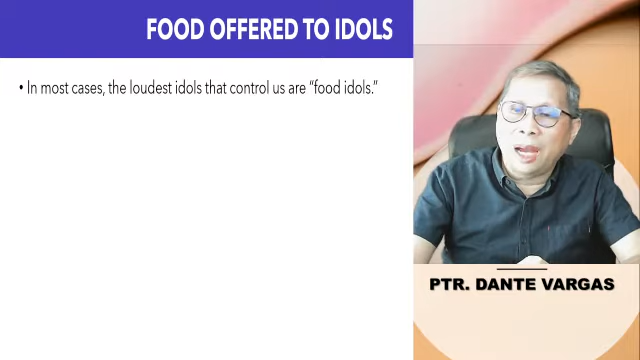 FOOD OFFERED TO IDOLS
• In most cases, the loudest idols that control us are “food idols.”
PTR. DANTE VARGAS